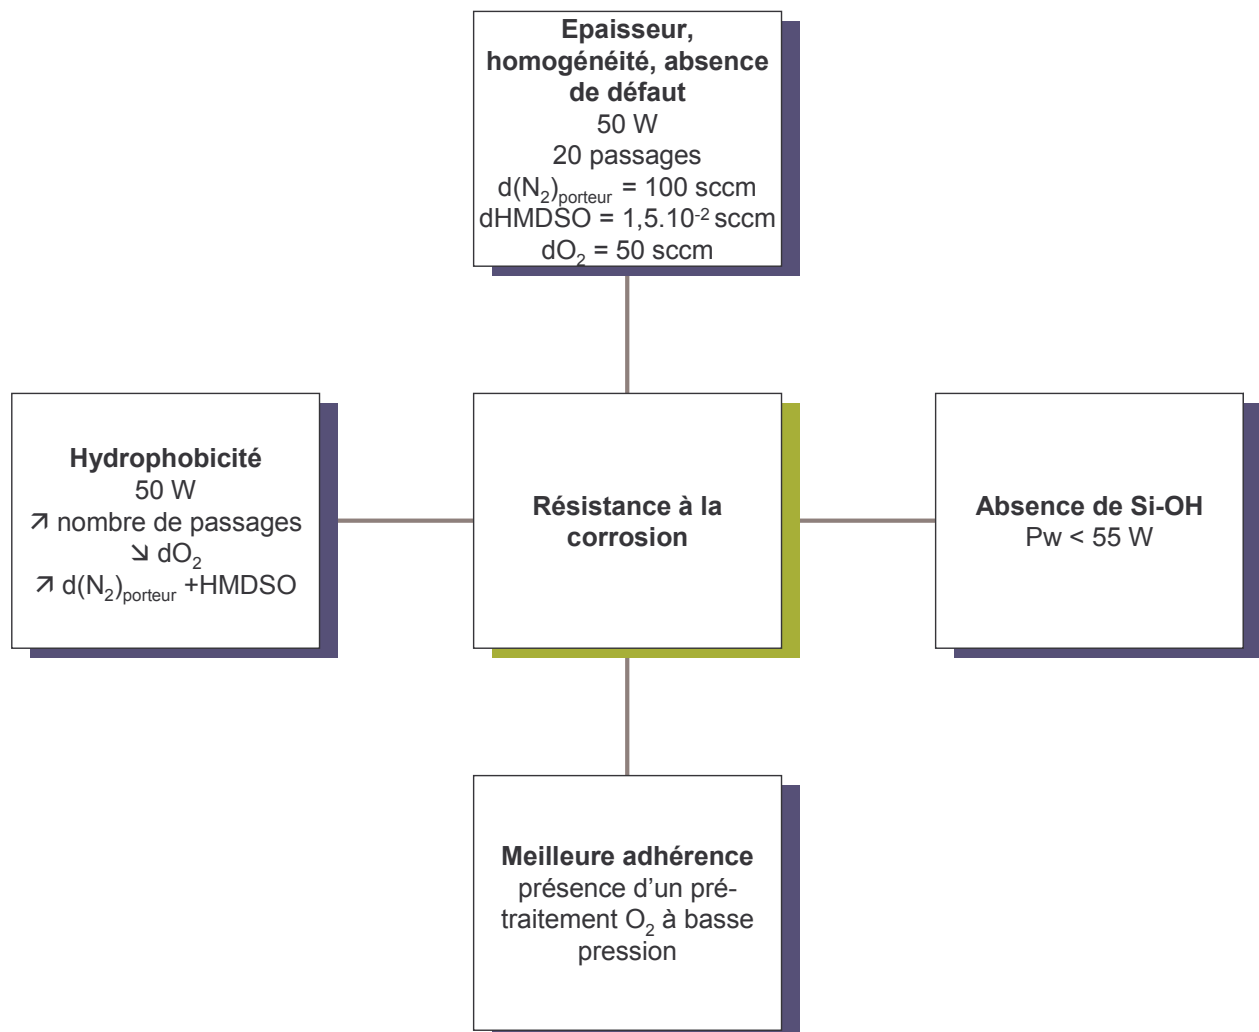 Epaisseur,
homogénéité, absence
de défaut
50 W
20 passages
d(N₂)porteur = 100 sccm
dHMDSO = 1,5.10⁻² sccm
dO₂ = 50 sccm
Hydrophobicité
50 W
↗ nombre de passages
↘ dO₂
↗ d(N₂)porteur +HMDSO
Résistance à la
corrosion
Absence de Si-OH
Pw < 55 W
Meilleure adhérence
présence d’un pré-
traitement O₂ à basse
pression